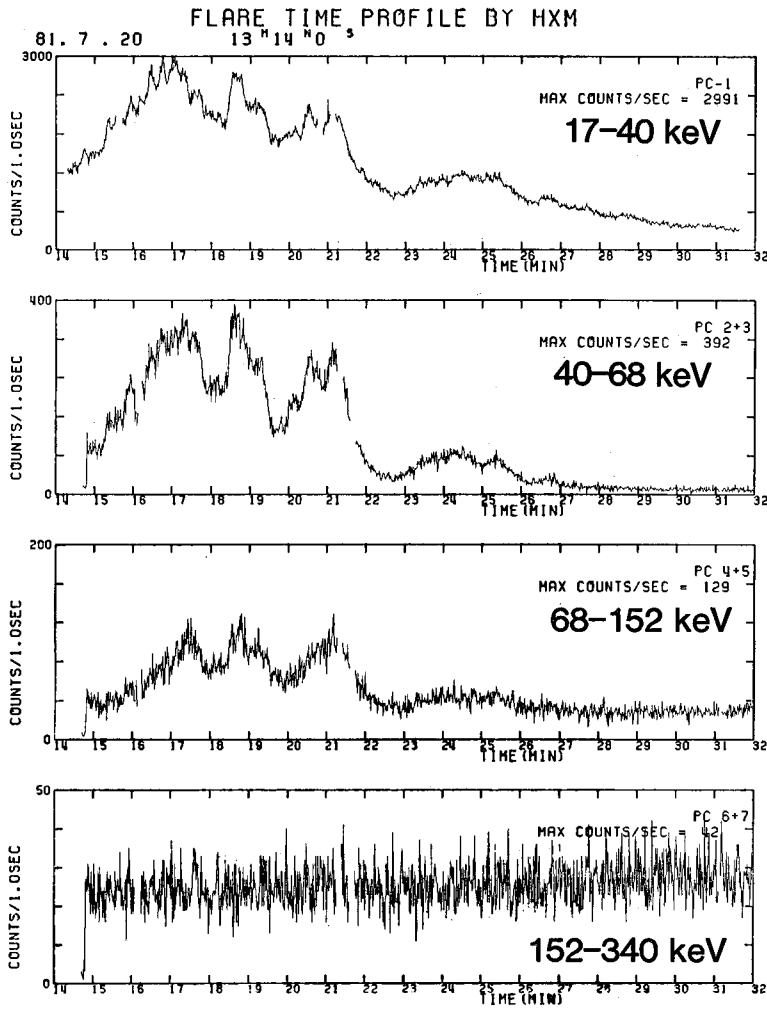 FLARE TIME PROFILE BY HXM
81. 7 . 20 13 H 14 M 0 S
3000
PC-1
MAX COUNTS/SEC = 2991
17–40 keV
COUNTS/1.0SEC
0
14 15 16 17 18 19 20 21 22 23 24 25 26 27 28 29 30 31 32
TIME(MIN)
400
PC 2+3
MAX COUNTS/SEC = 392
40–68 keV
COUNTS/1.0SEC
0
14 15 16 17 18 19 20 21 22 23 24 25 26 27 28 29 30 31 32
TIME(MIN)
200
PC 4+5
MAX COUNTS/SEC = 129
68–152 keV
COUNTS/1.0SEC
0
14 15 16 17 18 19 20 21 22 23 24 25 26 27 28 29 30 31 32
TIME(MIN)
50
PC 6+7
MAX COUNTS/SEC = 42
COUNTS/1.0SEC
152–340 keV
0
14 15 16 17 18 19 20 21 22 23 24 25 26 27 28 29 30 31 32
TIME(MIN)